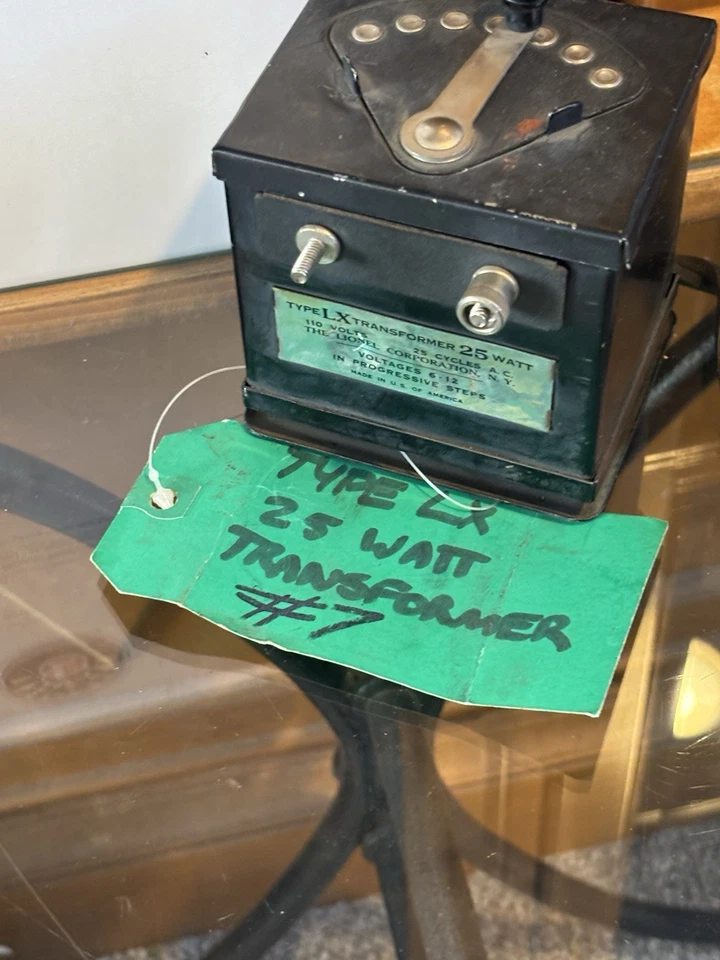 TYPE LX TRANSFORMER 25 WATT
110 VOLTS 25 CYCLES A.C.
THE LIONEL CORPORATION, N.Y.
VOLTAGES 6-12
IN PROGRESSIVE STEPS
MADE IN U.S. OF AMERICA
TYPE LX
25 WATT
TRANSFORMER
#7